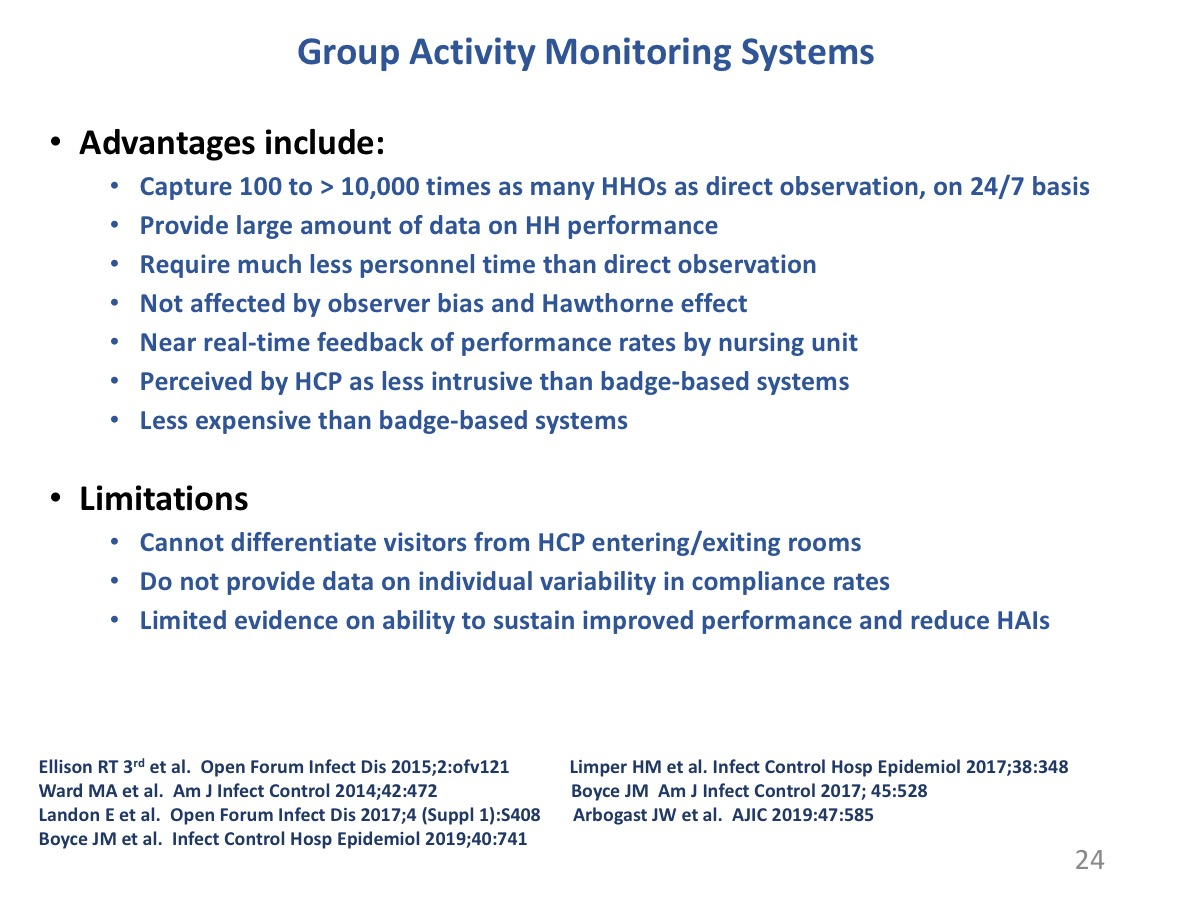 Group Activity Monitoring Systems
• Advantages include:
• Capture 100 to > 10,000 times as many HHOs as direct observation, on 24/7 basis
• Provide large amount of data on HH performance
• Require much less personnel time than direct observation
• Not affected by observer bias and Hawthorne effect
• Near real-time feedback of performance rates by nursing unit
• Perceived by HCP as less intrusive than badge-based systems
• Less expensive than badge-based systems
• Limitations
• Cannot differentiate visitors from HCP entering/exiting rooms
• Do not provide data on individual variability in compliance rates
• Limited evidence on ability to sustain improved performance and reduce HAIs
Ellison RT 3rd et al. Open Forum Infect Dis 2015;2:ofv121
Ward MA et al. Am J Infect Control 2014;42:472
Landon E et al. Open Forum Infect Dis 2017;4 (Suppl 1):S408
Boyce JM et al. Infect Control Hosp Epidemiol 2019;40:741
Limper HM et al. Infect Control Hosp Epidemiol 2017;38:348
Boyce JM Am J Infect Control 2017; 45:528
Arbogast JW et al. AJIC 2019:47:585
24